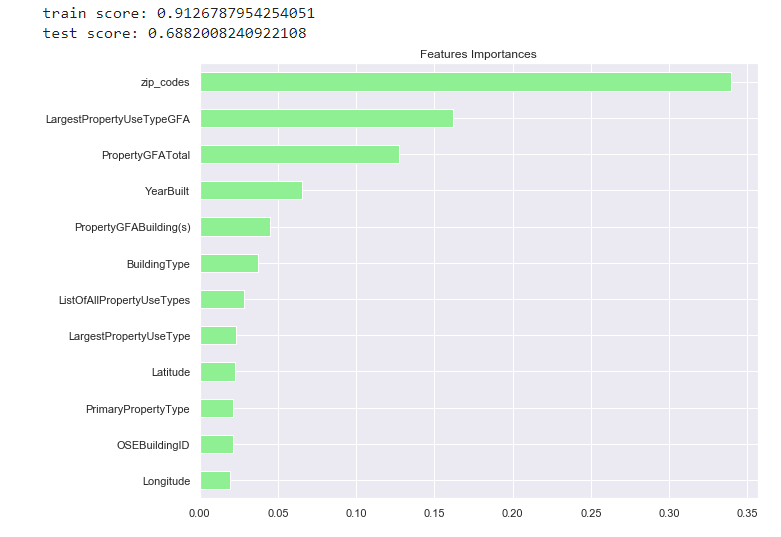 train score: 0.9126787954254051
test score: 0.6882008240922108
Features Importances
zip_codes
LargestPropertyUseTypeGFA
PropertyGFATotal
YearBuilt
PropertyGFABuilding(s)
BuildingType
ListOfAllPropertyUseTypes
LargestPropertyUseType
Latitude
PrimaryPropertyType
OSEBuildingID
Longitude
0.00 0.05 0.10 0.15 0.20 0.25 0.30 0.35